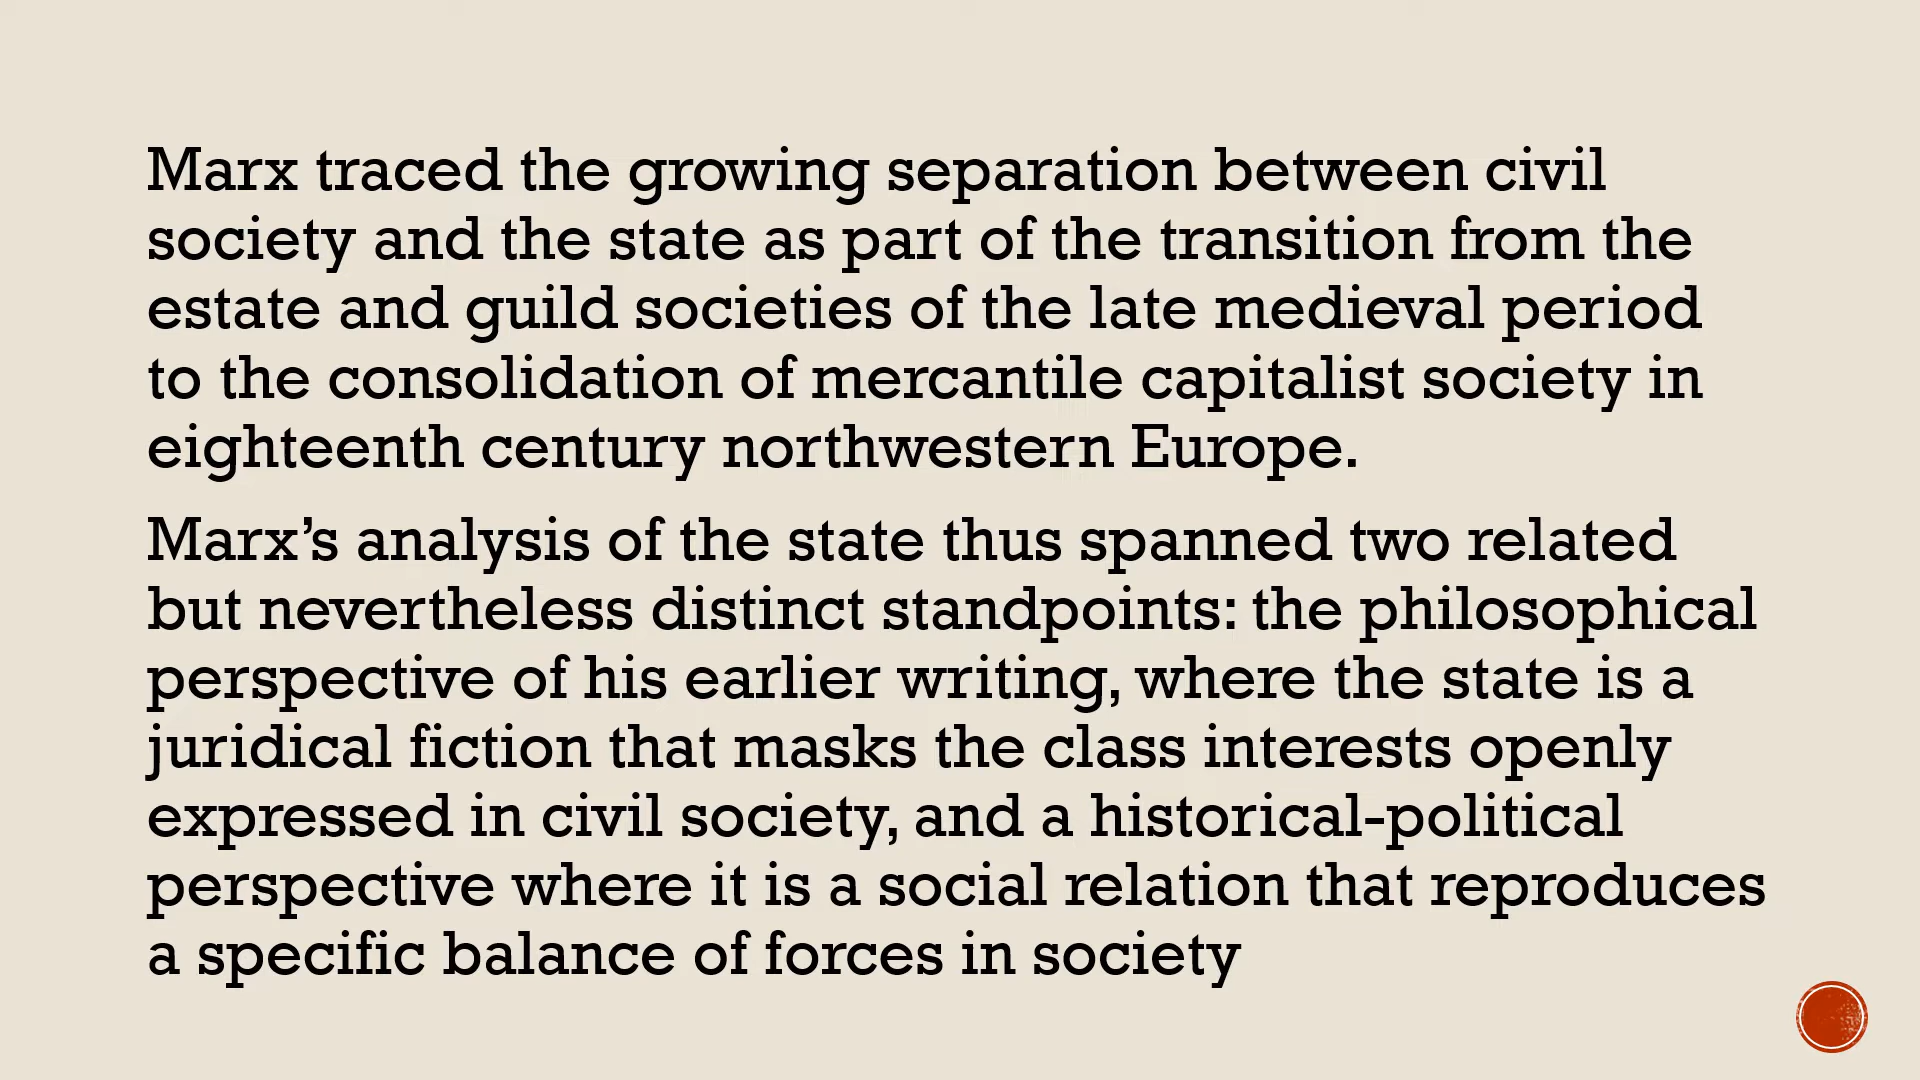 Marx traced the growing separation between civil
society and the state as part of the transition from the
estate and guild societies of the late medieval period
to the consolidation of mercantile capitalist society in
eighteenth century northwestern Europe.
Marx’s analysis of the state thus spanned two related
but nevertheless distinct standpoints: the philosophical
perspective of his earlier writing, where the state is a
juridical fiction that masks the class interests openly
expressed in civil society, and a historical-political
perspective where it is a social relation that reproduces
a specific balance of forces in society